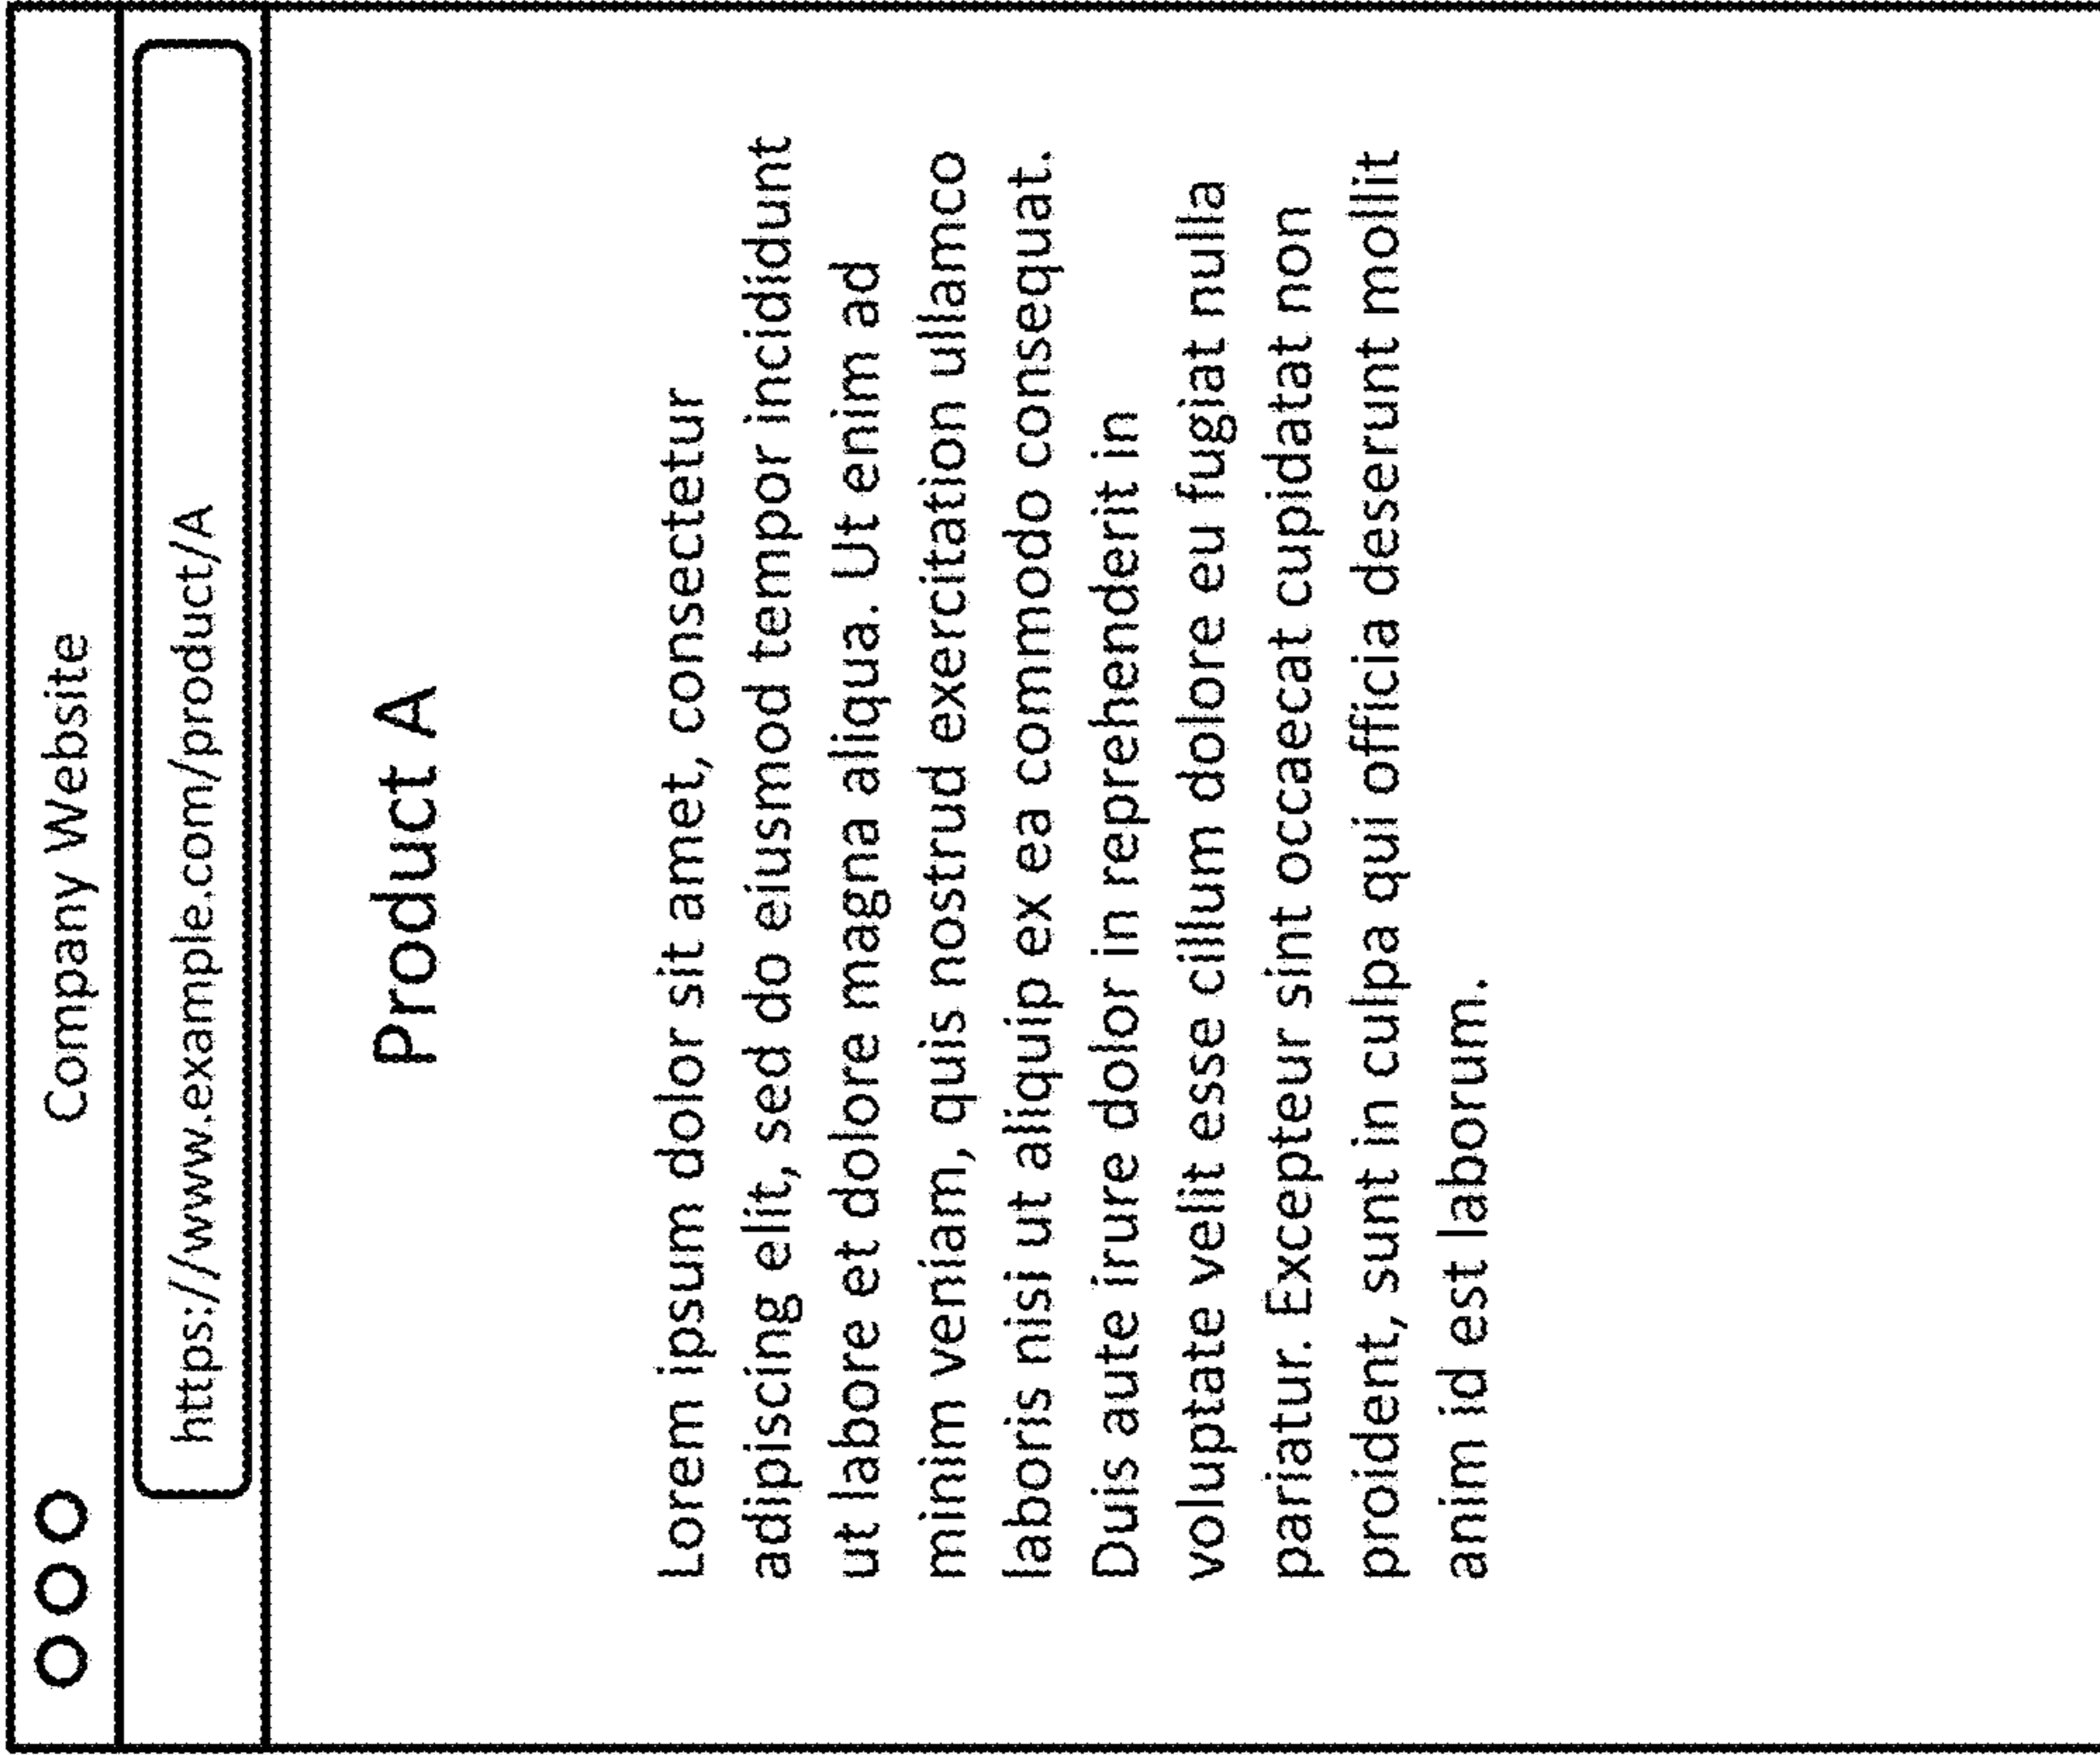 Company Website
https://www.example.com/product/A
Product A
Lorem ipsum dolor sit amet, consectetur
adipiscing elit, sed do eiusmod tempor incididunt
ut labore et dolore magna aliqua. Ut enim ad
minim veniam, quis nostrud exercitation ullamco
laboris nisi ut aliquip ex ea commodo consequat.
Duis aute irure dolor in reprehenderit in
voluptate velit esse cillum dolore eu fugiat nulla
pariatur. Excepteur sint occaecat cupidatat non
proident, sunt in culpa qui officia deserunt mollit
anim id est laborum.